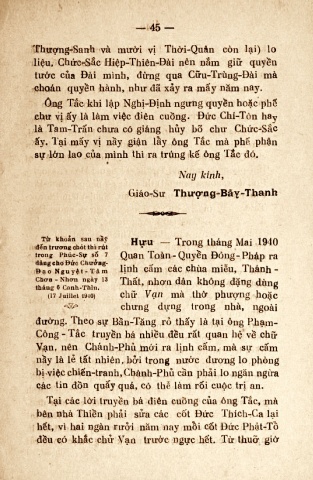 — 45 —
Thượng-Sanh và mười vị Thời-Quân còn lại) lo
liệu. Chức-Sắc Hiệp-Thiên-Đài nên nắm giữ quyền
tước của Đài mình, đừng qua Cữu-Trùng-Đài mà
choán quyền hành, như đã xảy ra mấy năm nay.
Ông Tắc khi lập Nghị-Định ngưng quyền hoặc phế
chư vị ấy là làm việc điên cuồng. Đức Chí-Tôn hay
là Tam-Trấn chưa có giáng hủy bỏ chư Chức-Sắc
ấy. Tại mấy vị nầy giận lẫy ông Tắc mà phế phận
sự lớn lao của mình thì ra trúng kế ông Tắc đó.
Nay kính,
Giáo-Sư Thượng-Bảy-Thanh
Từ khoản sau nầy
đến trương chót thì rút
trong Phúc-Sự số 7
dâng cho Đức Chưởng-
Đạo Nguyệt-Tâm
Chơn-Nhơn ngày 13
tháng 6 Canh-Thìn.
(17 Juillet 1940)
Hựu — Trong tháng Mai 1940
Quan Toàn-Quyền Đông-Pháp ra
lịnh cấm các chùa miễu, Thánh-
Thất, nhơn dân không đặng dùng
chữ Vạn mà thờ phượng hoặc
chưng dụng trong nhà, ngoài
đường. Theo sự Bần-Tăng rõ thấy là tại ông Phạm-
Công-Tắc truyền bá nhiều đều rất quan hệ về chữ
Vạn, nên Chánh-Phủ mới ra lịnh cấm, mà sự cấm
nầy là lẽ tất nhiên, bởi trong nước đương lo phòng
bị việc chiến-tranh, Chánh-Phủ cần phải lo ngăn ngừa
các tin đồn quấy quá, có thể làm rối cuộc trị an.
Tại các lời truyền bá điên cuồng của ông Tắc, mà
bên nhà Thiền phải sửa các cốt Đức Thích-Ca lại
hết, vì hai ngàn rưởi năm nay mỗi cốt Đức Phật-Tổ
đều có khắc chữ Vạn trước ngực hết. Từ thuở giờ